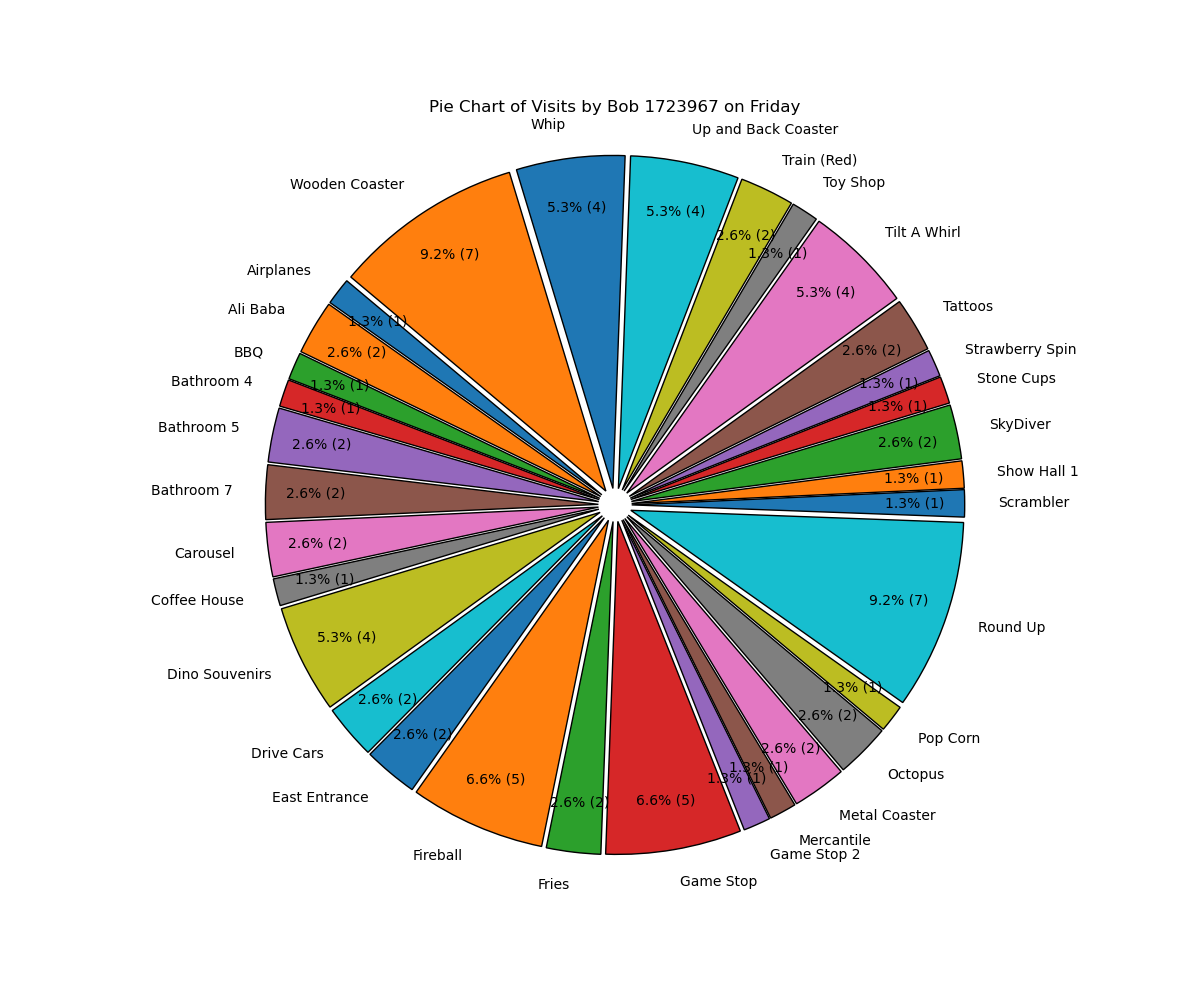 Pie Chart of Visits by Bob 1723967 on Friday
Whip
5.3% (4)
Up and Back Coaster
5.3% (4)
Train (Red)
2.6% (2)
Toy Shop
1.3% (1)
Tilt A Whirl
5.3% (4)
Tattoos
2.6% (2)
Strawberry Spin
1.3% (1)
Stone Cups
1.3% (1)
SkyDiver
2.6% (2)
Show Hall 1
1.3% (1)
Scrambler
1.3% (1)
Round Up
9.2% (7)
Pop Corn
1.3% (1)
Octopus
2.6% (2)
Metal Coaster
2.6% (2)
Mercantile
1.3% (1)
Game Stop 2
1.3% (1)
Game Stop
6.6% (5)
Fries
2.6% (2)
Fireball
6.6% (5)
East Entrance
2.6% (2)
Drive Cars
2.6% (2)
Dino Souvenirs
5.3% (4)
Coffee House
1.3% (1)
Carousel
2.6% (2)
Bathroom 7
2.6% (2)
Bathroom 5
2.6% (2)
Bathroom 4
1.3% (1)
BBQ
1.3% (1)
Ali Baba
2.6% (2)
Airplanes
1.3% (1)
Wooden Coaster
9.2% (7)